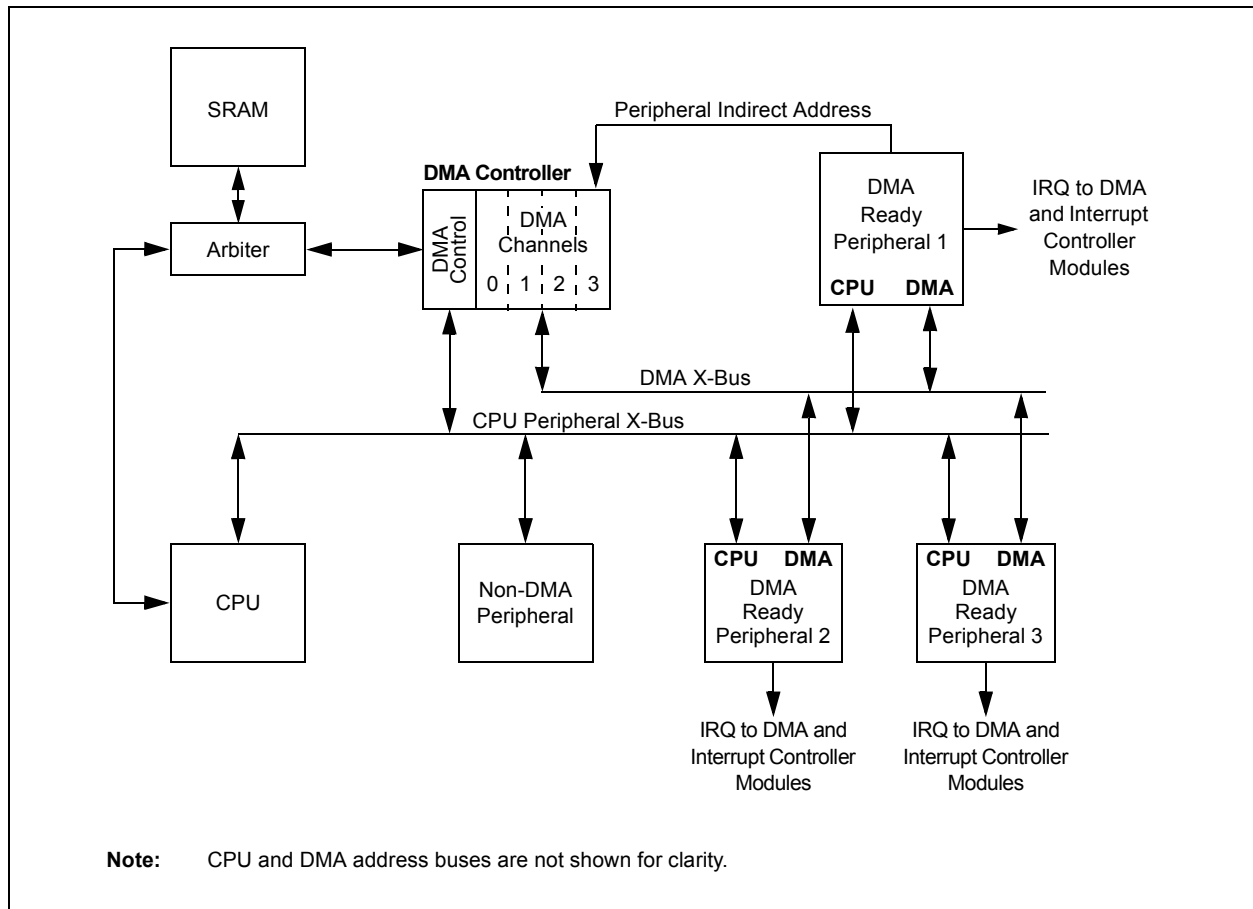 SRAM
Peripheral Indirect Address
DMA Controller
DMA
Control
DMA
Channels
0 1 2 3
DMA
Ready
Peripheral 1
CPU DMA
IRQ to DMA
and Interrupt
Controller
Modules
Arbiter
DMA X-Bus
CPU Peripheral X-Bus
CPU
Non-DMA
Peripheral
CPU DMA
DMA
Ready
Peripheral 2
CPU DMA
DMA
Ready
Peripheral 3
IRQ to DMA and
Interrupt Controller
Modules
IRQ to DMA and
Interrupt Controller
Modules
Note: CPU and DMA address buses are not shown for clarity.